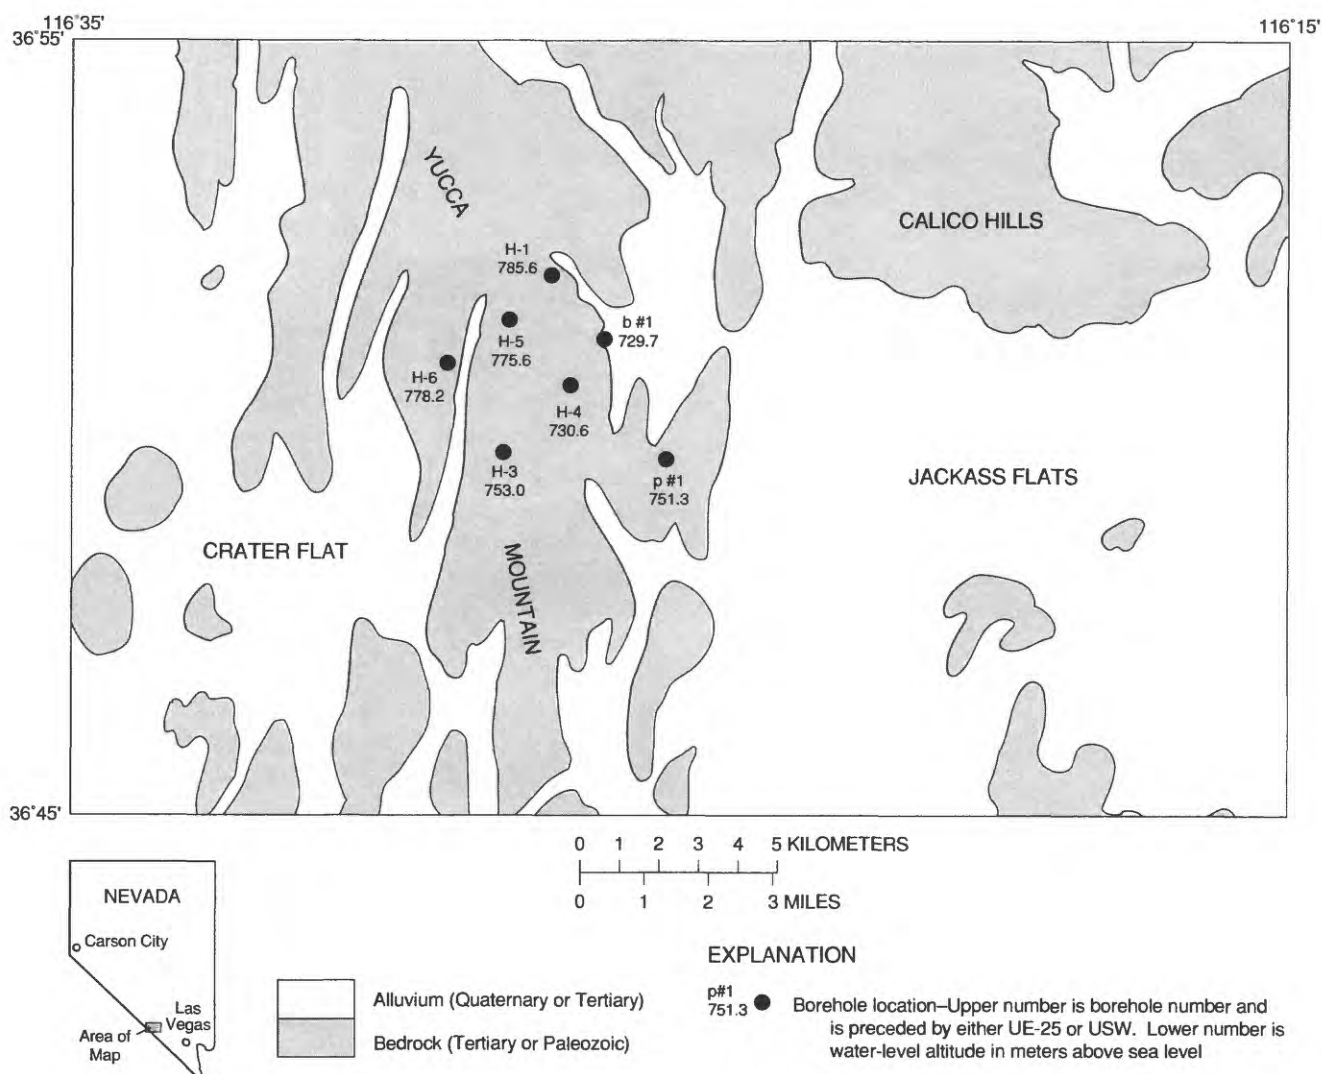 116°35'
116°15'
36°55'
YUCCA
CALICO HILLS
H-1
785.6
b #1
729.7
H-5
775.6
H-6
778.2
H-4
730.6
H-3
753.0
p #1
751.3
JACKASS FLATS
CRATER FLAT
MOUNTAIN
36°45'
0 1 2 3 4 5 KILOMETERS
0 1 2 3 MILES
NEVADA
Carson City
Las
Vegas
Area of
Map
Alluvium (Quaternary or Tertiary)
Bedrock (Tertiary or Paleozoic)
EXPLANATION
p#1
751.3
Borehole location–Upper number is borehole number and
is preceded by either UE-25 or USW. Lower number is
water-level altitude in meters above sea level